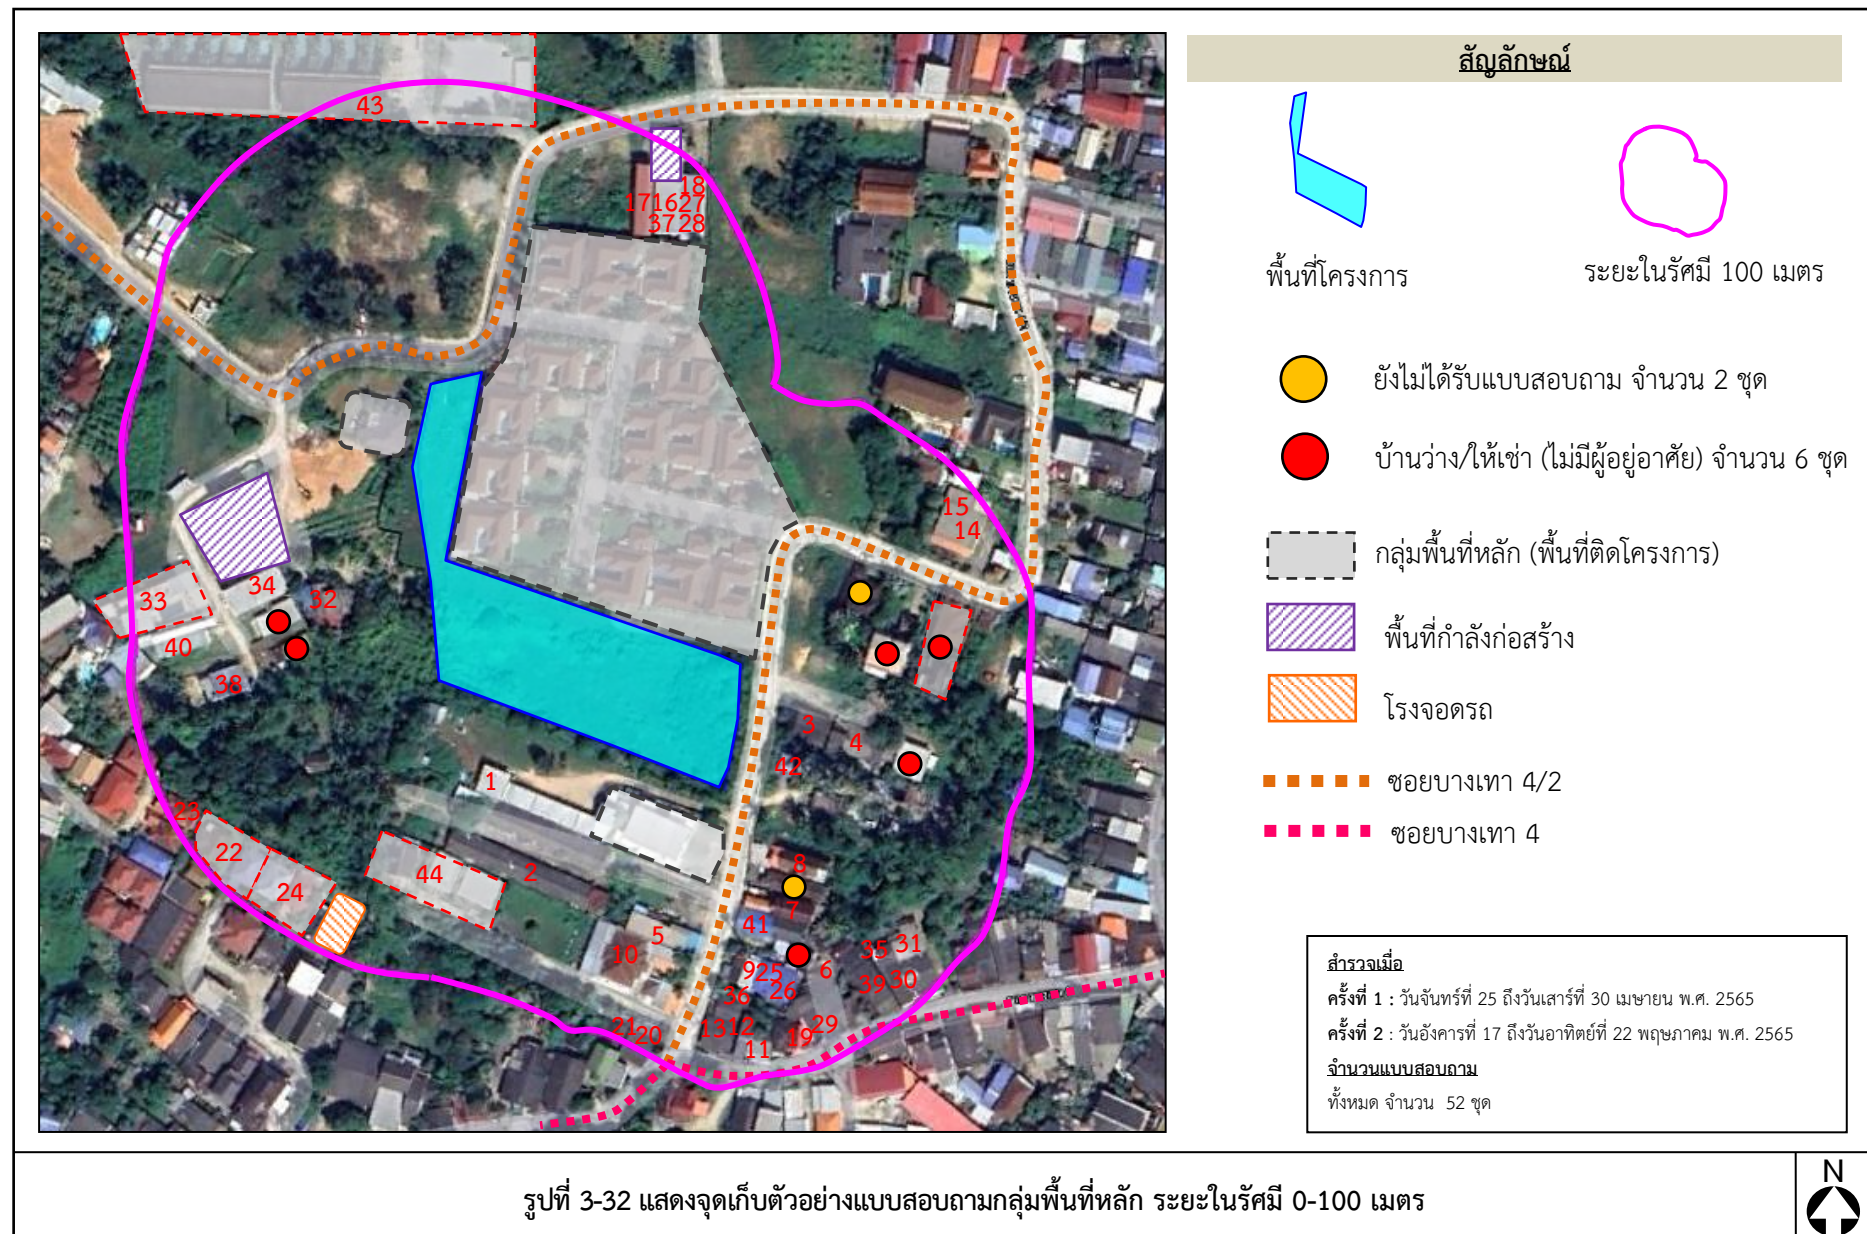 สัญลักษณ์
พื้นที่โครงการ
ระยะในรัศมี 100 เมตร
ยังไม่ได้รับแบบสอบถาม จำนวน 2 ชุด
บ้านว่าง/ให้เช่า (ไม่มีผู้อยู่อาศัย) จำนวน 6 ชุด
กลุ่มพื้นที่หลัก (พื้นที่ติดโครงการ)
พื้นที่กำลังก่อสร้าง
โรงจอดรถ
ซอยบางเทา 4/2
ซอยบางเทา 4
สำรวจเมื่อ
ครั้งที่ 1 : วันจันทร์ที่ 25 ถึงวันเสาร์ที่ 30 เมษายน พ.ศ. 2565
ครั้งที่ 2 : วันอังคารที่ 17 ถึงวันอาทิตย์ที่ 22 พฤษภาคม พ.ศ. 2565
จำนวนแบบสอบถาม
ทั้งหมด จำนวน 52 ชุด
43
18
17 16 27
37 28
15
14
33
34
32
40
38
3
4
42
1
23
22
24
44
2
8
7
41
5
10
35
31
9 25
6
26
39
30
36
21
20
13 12
29
19
11
รูปที่ 3-32 แสดงจุดเก็บตัวอย่างแบบสอบถามกลุ่มพื้นที่หลัก ระยะในรัศมี 0-100 เมตร
N